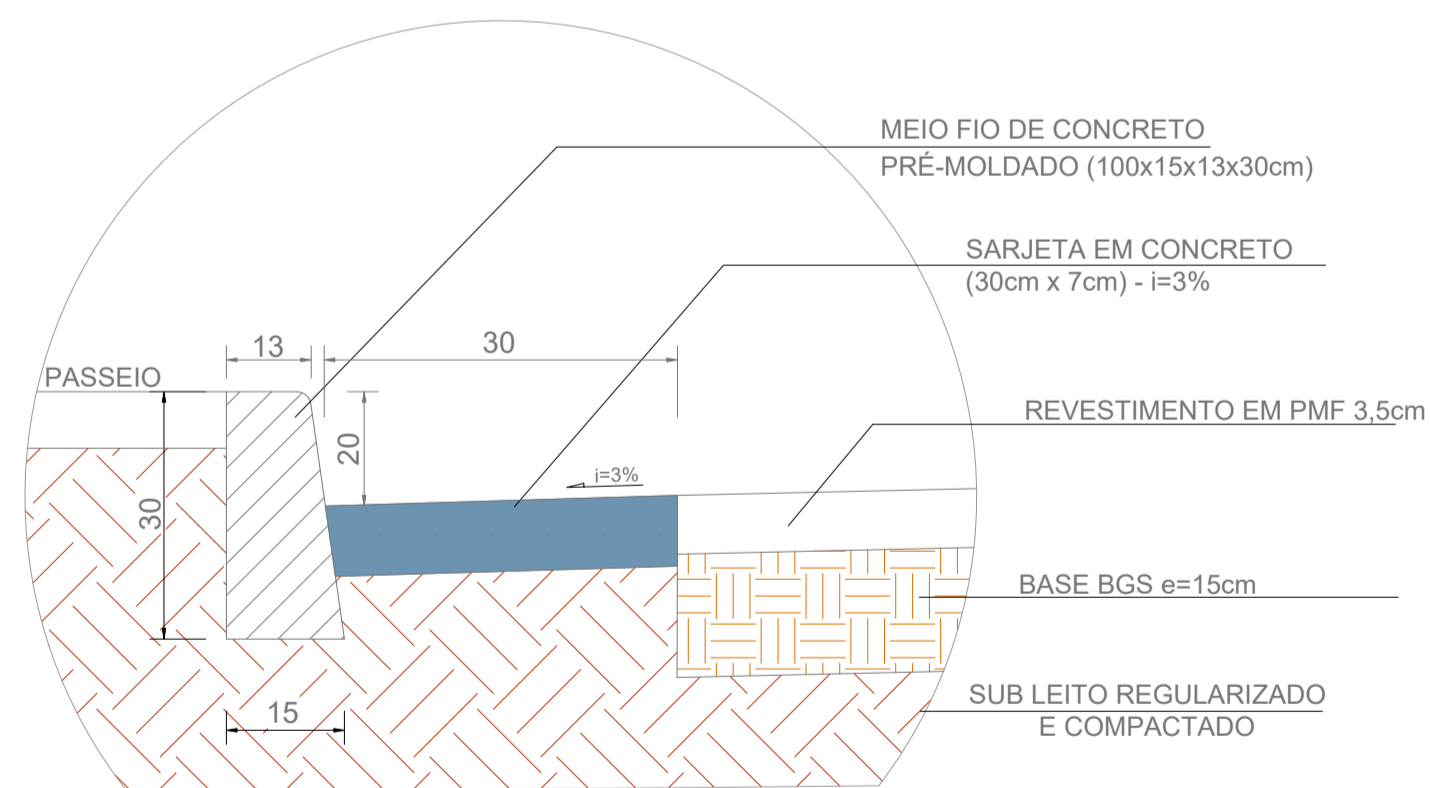 MEIO FIO DE CONCRETO
PRÉ-MOLDADO (100x15x13x30cm)
SARJETA EM CONCRETO
(30cm x 7cm) - i=3%
13
30
PASSEIO
REVESTIMENTO EM PMF 3,5cm
20
i=3%
30
BASE BGS e=15cm
SUB LEITO REGULARIZADO
E COMPACTADO
15